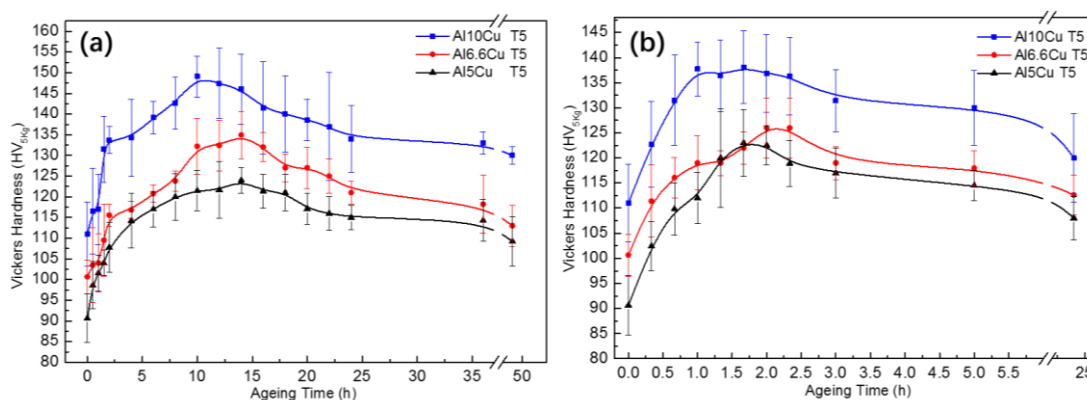 (a)
Al10Cu T5
Al6.6Cu T5
Al5Cu T5
Vickers Hardness (HV5Kg)
160
155
150
145
140
135
130
125
120
115
110
105
100
95
90
85
80
0 5 10 15 20 25 30 35 50
Ageing Time (h)
(b)
Al10Cu T5
Al6.6Cu T5
Al5Cu T5
Vickers Hardness (HV5Kg)
145
140
135
130
125
120
115
110
105
100
95
90
85
80
0.0 0.5 1.0 1.5 2.0 2.5 3.0 3.5 4.0 4.5 5.0 5.5 25
Ageing Time (h)